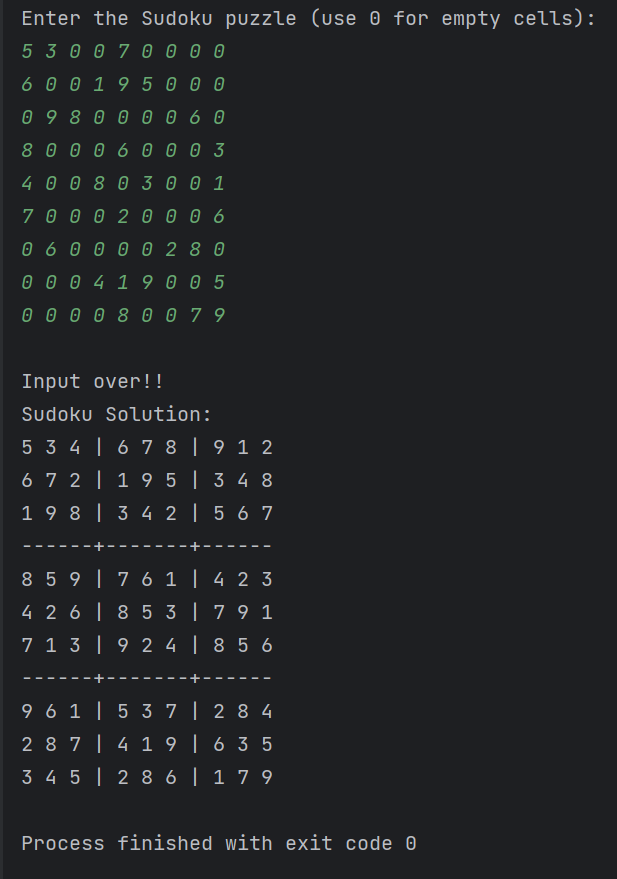 Enter the Sudoku puzzle (use 0 for empty cells):
5 3 0 0 7 0 0 0 0
6 0 0 1 9 5 0 0 0
0 9 8 0 0 0 0 6 0
8 0 0 0 6 0 0 0 3
4 0 0 8 0 3 0 0 1
7 0 0 0 2 0 0 0 6
0 6 0 0 0 0 2 8 0
0 0 0 4 1 9 0 0 5
0 0 0 0 8 0 0 7 9
Input over!!
Sudoku Solution:
5 3 4 | 6 7 8 | 9 1 2
6 7 2 | 1 9 5 | 3 4 8
1 9 8 | 3 4 2 | 5 6 7
------+-------+------
8 5 9 | 7 6 1 | 4 2 3
4 2 6 | 8 5 3 | 7 9 1
7 1 3 | 9 2 4 | 8 5 6
------+-------+------
9 6 1 | 5 3 7 | 2 8 4
2 8 7 | 4 1 9 | 6 3 5
3 4 5 | 2 8 6 | 1 7 9
Process finished with exit code 0